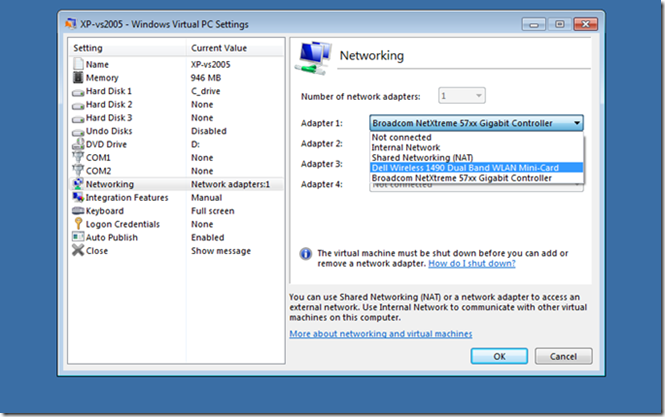 XP-vs2005 - Windows Virtual PC Settings
Setting Current Value
Name XP-vs2005
Memory 946 MB
Hard Disk 1 C_drive
Hard Disk 2 None
Hard Disk 3 None
Undo Disks Disabled
DVD Drive D:
COM1 None
COM2 None
Networking Network adapters:1
Integration Features Manual
Keyboard Full screen
Logon Credentials None
Auto Publish Enabled
Close Show message
Networking
Number of network adapters: 1
Adapter 1: Broadcom NetXtreme 57xx Gigabit Controller
Not connected
Adapter 2: Internal Network
Shared Networking (NAT)
Adapter 3: Dell Wireless 1490 Dual Band WLAN Mini-Card
Broadcom NetXtreme 57xx Gigabit Controller
Adapter 4: Not connected
The virtual machine must be shut down before you can add or
remove a network adapter. How do I shut down?
You can use Shared Networking (NAT) or a network adapter to access an
external network. Use Internal Network to communicate with other virtual
machines on this computer.
More about networking and virtual machines
OK Cancel